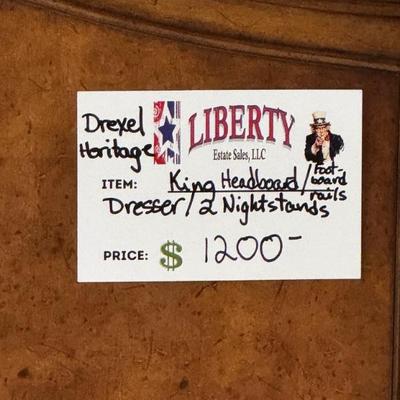 Drexel
Heritage
LIBERTY
Estate Sales, LLC
ITEM: King Headboard / Foot-
board
rails
Dresser / 2 Nightstands
PRICE: $ 1200-